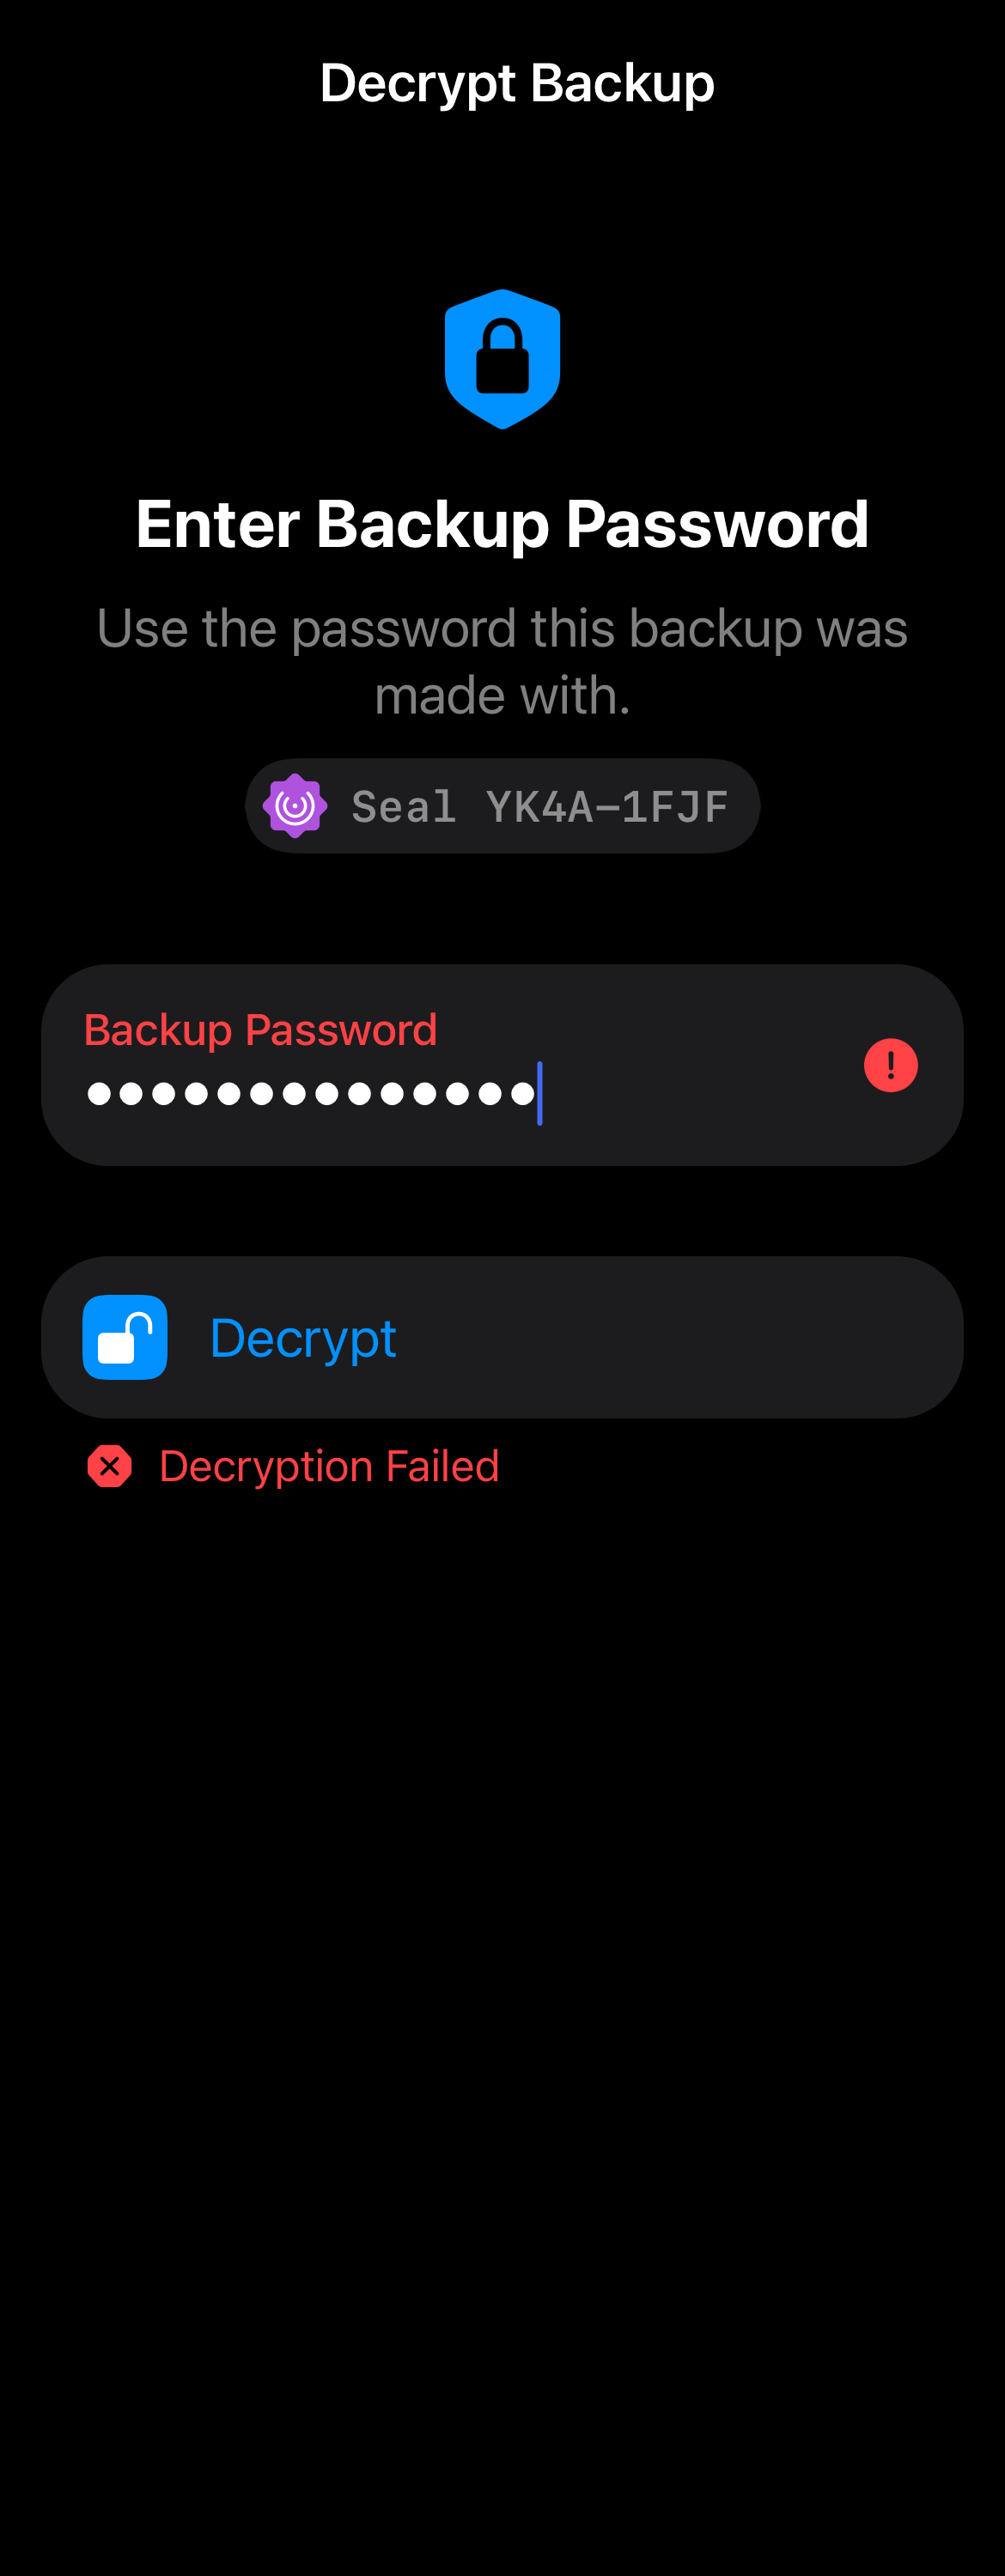 Decrypt Backup
Enter Backup Password
Use the password this backup was
made with.
Seal YK4A–1FJF
Backup Password
Decrypt
Decryption Failed